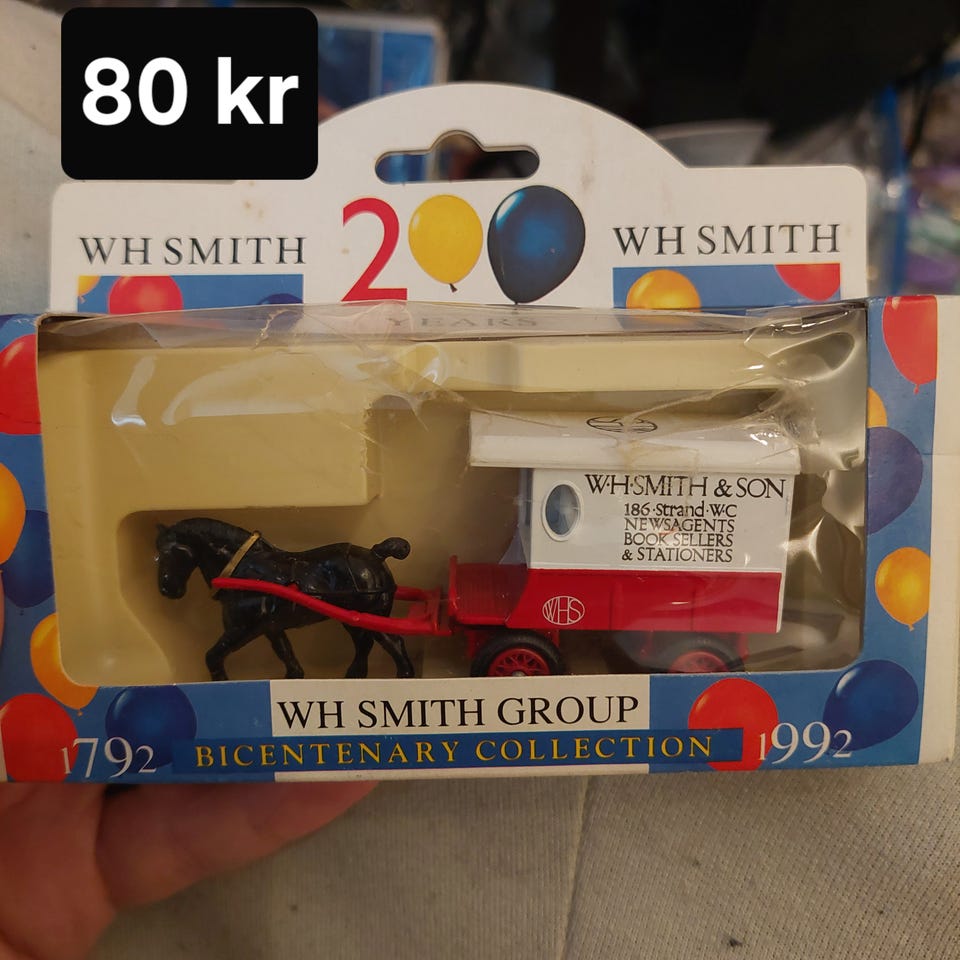 80 kr
200
WH SMITH
WH SMITH
YEARS
WHS
W·H·SMITH & SON
186·Strand·W·C
NEWSAGENTS
BOOK SELLERS
& STATIONERS
WHS
WH SMITH GROUP
1792 BICENTENARY COLLECTION 1992